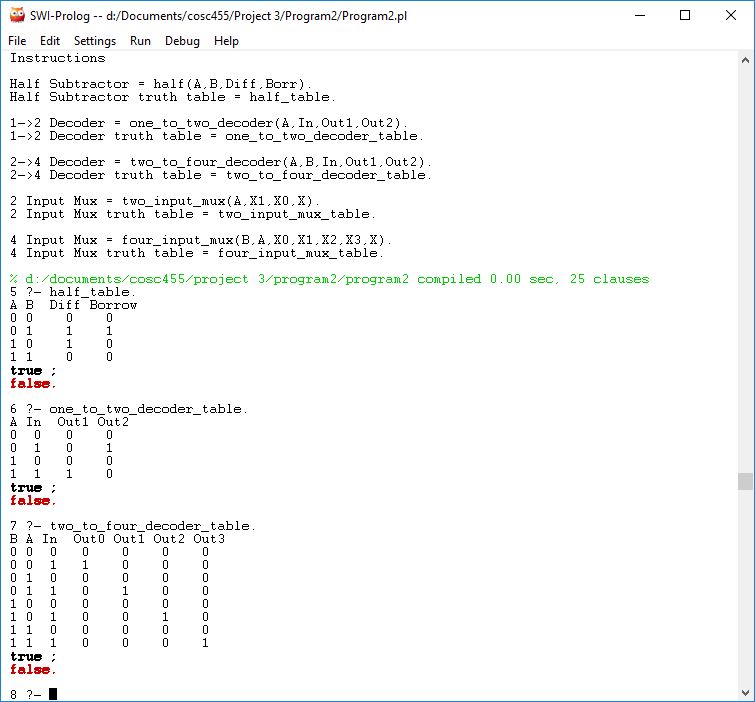 SWI-Prolog -- d:/Documents/cosc455/Project 3/Program2/Program2.pl
File Edit Settings Run Debug Help
Instructions
Half Subtractor = half(A,B,Diff,Borr).
Half Subtractor truth table = half_table.
1->2 Decoder = one_to_two_decoder(A,In,Out1,Out2).
1->2 Decoder truth table = one_to_two_decoder_table.
2->4 Decoder = two_to_four_decoder(A,B,In,Out1,Out2).
2->4 Decoder truth table = two_to_four_decoder_table.
2 Input Mux = two_input_mux(A,X1,X0,X).
2 Input Mux truth table = two_input_mux_table.
4 Input Mux = four_input_mux(B,A,X0,X1,X2,X3,X).
4 Input Mux truth table = four_input_mux_table.
% d:/documents/cosc455/project 3/program2/program2 compiled 0.00 sec, 25 clauses
5 ?- half_table.
A B  Diff Borrow
0 0    0    0
0 1    1    1
1 0    1    0
1 1    0    0
true ;
false.
6 ?- one_to_two_decoder_table.
A In  Out1 Out2
0  0   0    0
0  1   0    1
1  0   0    0
1  1   1    0
true ;
false.
7 ?- two_to_four_decoder_table.
B A In  Out0 Out1 Out2 Out3
0 0  0   0    0    0    0
0 0  1   1    0    0    0
0 1  0   0    0    0    0
0 1  1   0    1    0    0
1 0  0   0    0    0    0
1 0  1   0    0    1    0
1 1  0   0    0    0    0
1 1  1   0    0    0    1
true ;
false.
8 ?-